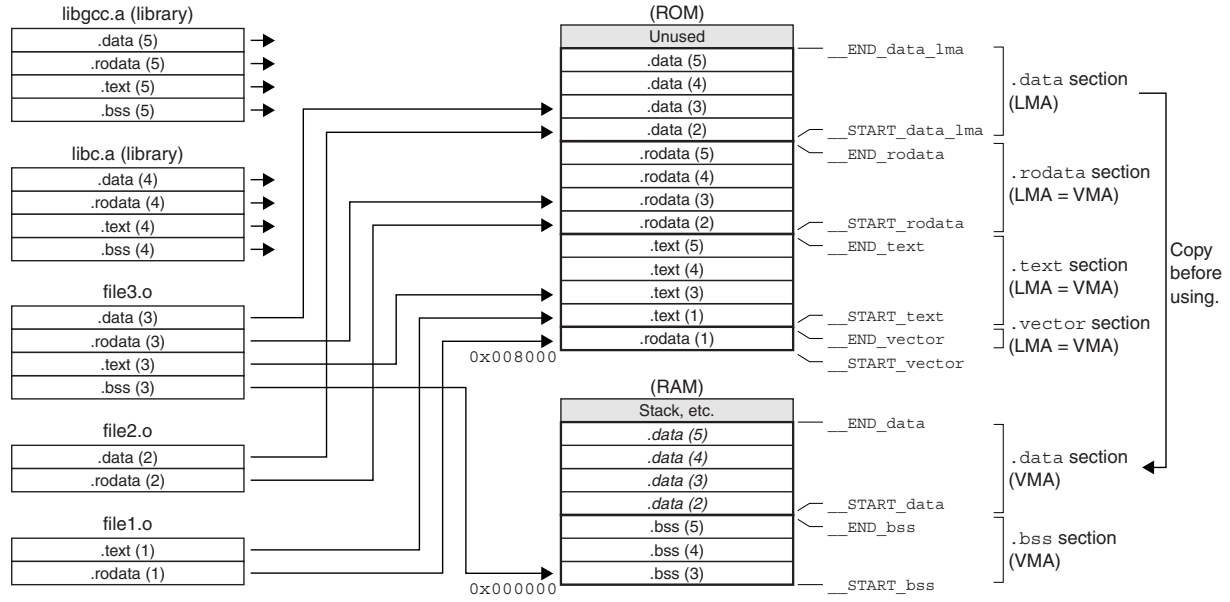 libgcc.a (library)
.data (5)
.rodata (5)
.text (5)
.bss (5)
libc.a (library)
.data (4)
.rodata (4)
.text (4)
.bss (4)
file3.o
.data (3)
.rodata (3)
.text (3)
.bss (3)
file2.o
.data (2)
.rodata (2)
file1.o
.text (1)
.rodata (1)
(ROM)
Unused
.data (5)
.data (4)
.data (3)
.data (2)
.rodata (5)
.rodata (4)
.rodata (3)
.rodata (2)
.text (5)
.text (4)
.text (3)
.text (1)
.rodata (1)
0x008000
__END_data_lma
__START_data_lma
__END_rodata
__START_rodata
__END_text
__START_text
__END_vector
__START_vector
.data section
(LMA)
.rodata section
(LMA = VMA)
.text section
(LMA = VMA)
.vector section
(LMA = VMA)
Copy
before
using.
(RAM)
Stack, etc.
.data (5)
.data (4)
.data (3)
.data (2)
.bss (5)
.bss (4)
.bss (3)
0x000000
__END_data
__START_data
__END_bss
__START_bss
.data section
(VMA)
.bss section
(VMA)